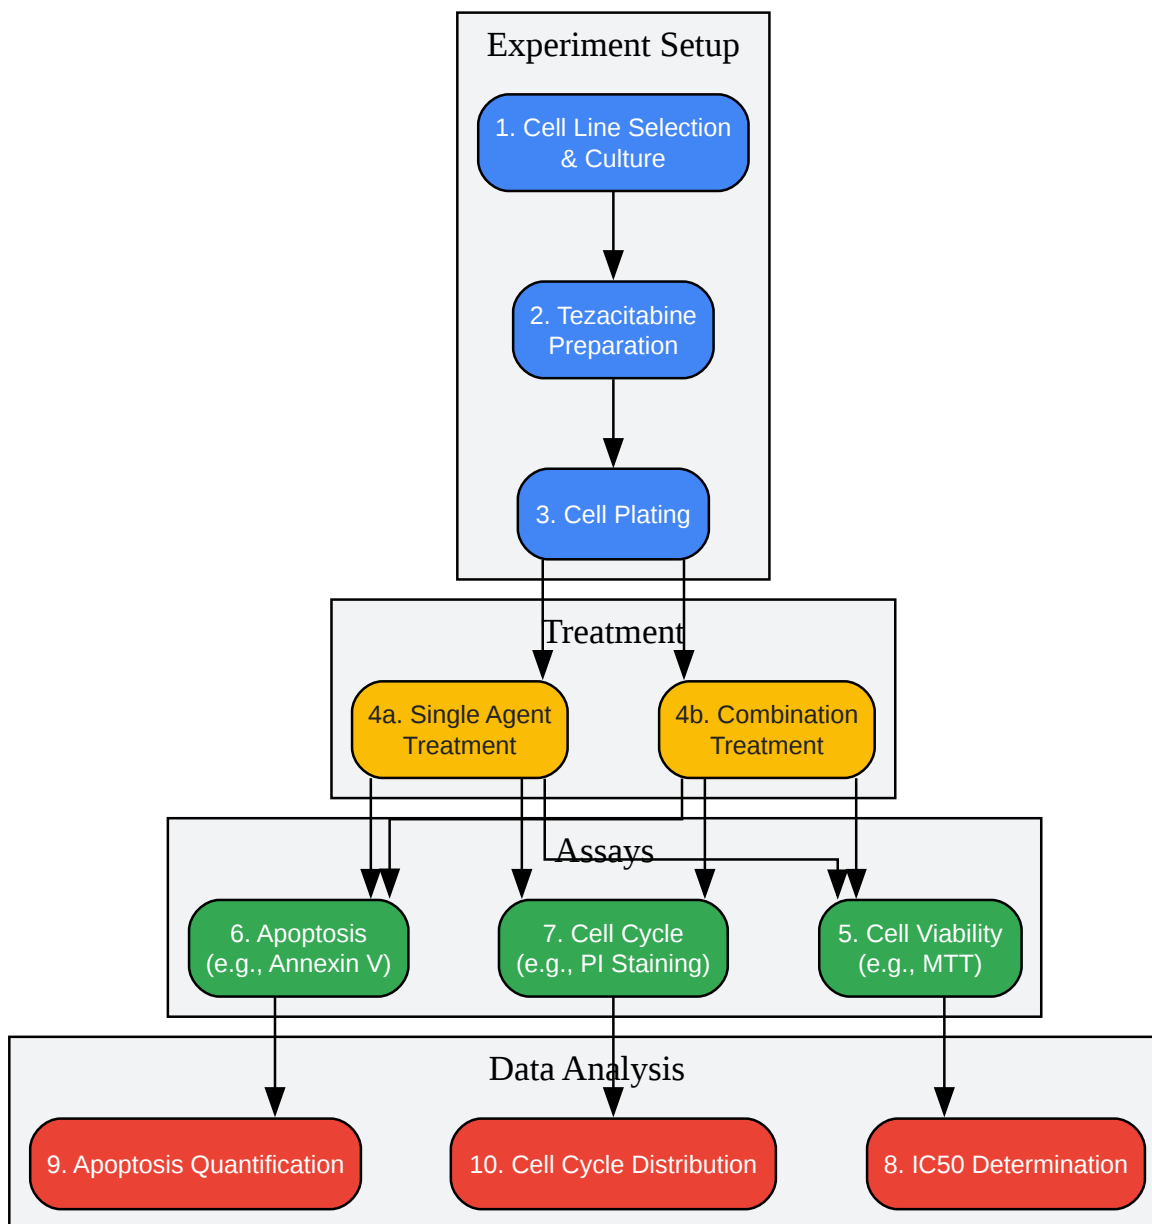 Experiment Setup
1. Cell Line Selection
& Culture
2. Tezacitabine
Preparation
3. Cell Plating
Treatment
4a. Single Agent
Treatment
4b. Combination
Treatment
Assays
6. Apoptosis
(e.g., Annexin V)
7. Cell Cycle
(e.g., PI Staining)
5. Cell Viability
(e.g., MTT)
Data Analysis
9. Apoptosis Quantification
10. Cell Cycle Distribution
8. IC50 Determination